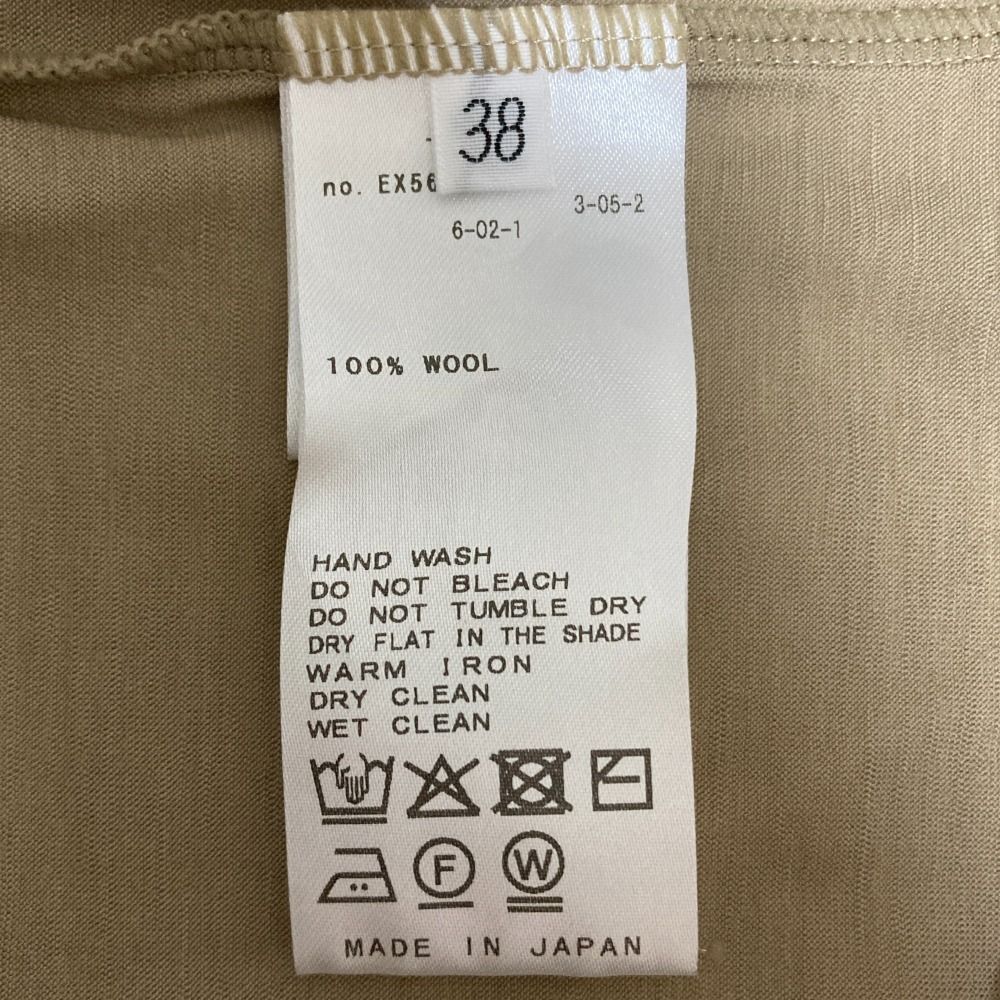 38
no. EX56
3-05-2
6-02-1
100% WOOL
HAND WASH
DO NOT BLEACH
DO NOT TUMBLE DRY
DRY FLAT IN THE SHADE
WARM IRON
DRY CLEAN
WET CLEAN
F W
MADE IN JAPAN